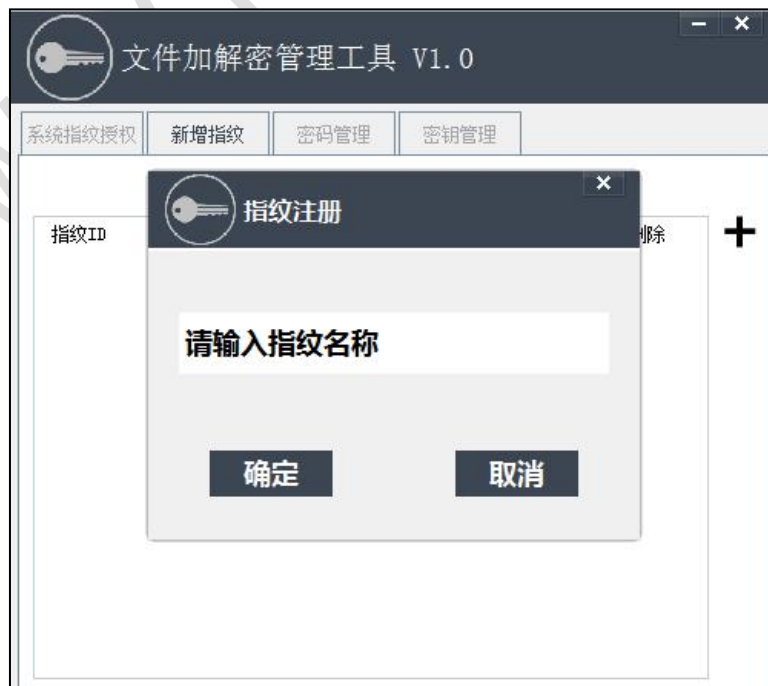 文件加解密管理工具 V1.0
系统指纹授权 新增指纹 密码管理 密钥管理
指纹注册
指纹ID 除
请输入指纹名称
确定 取消